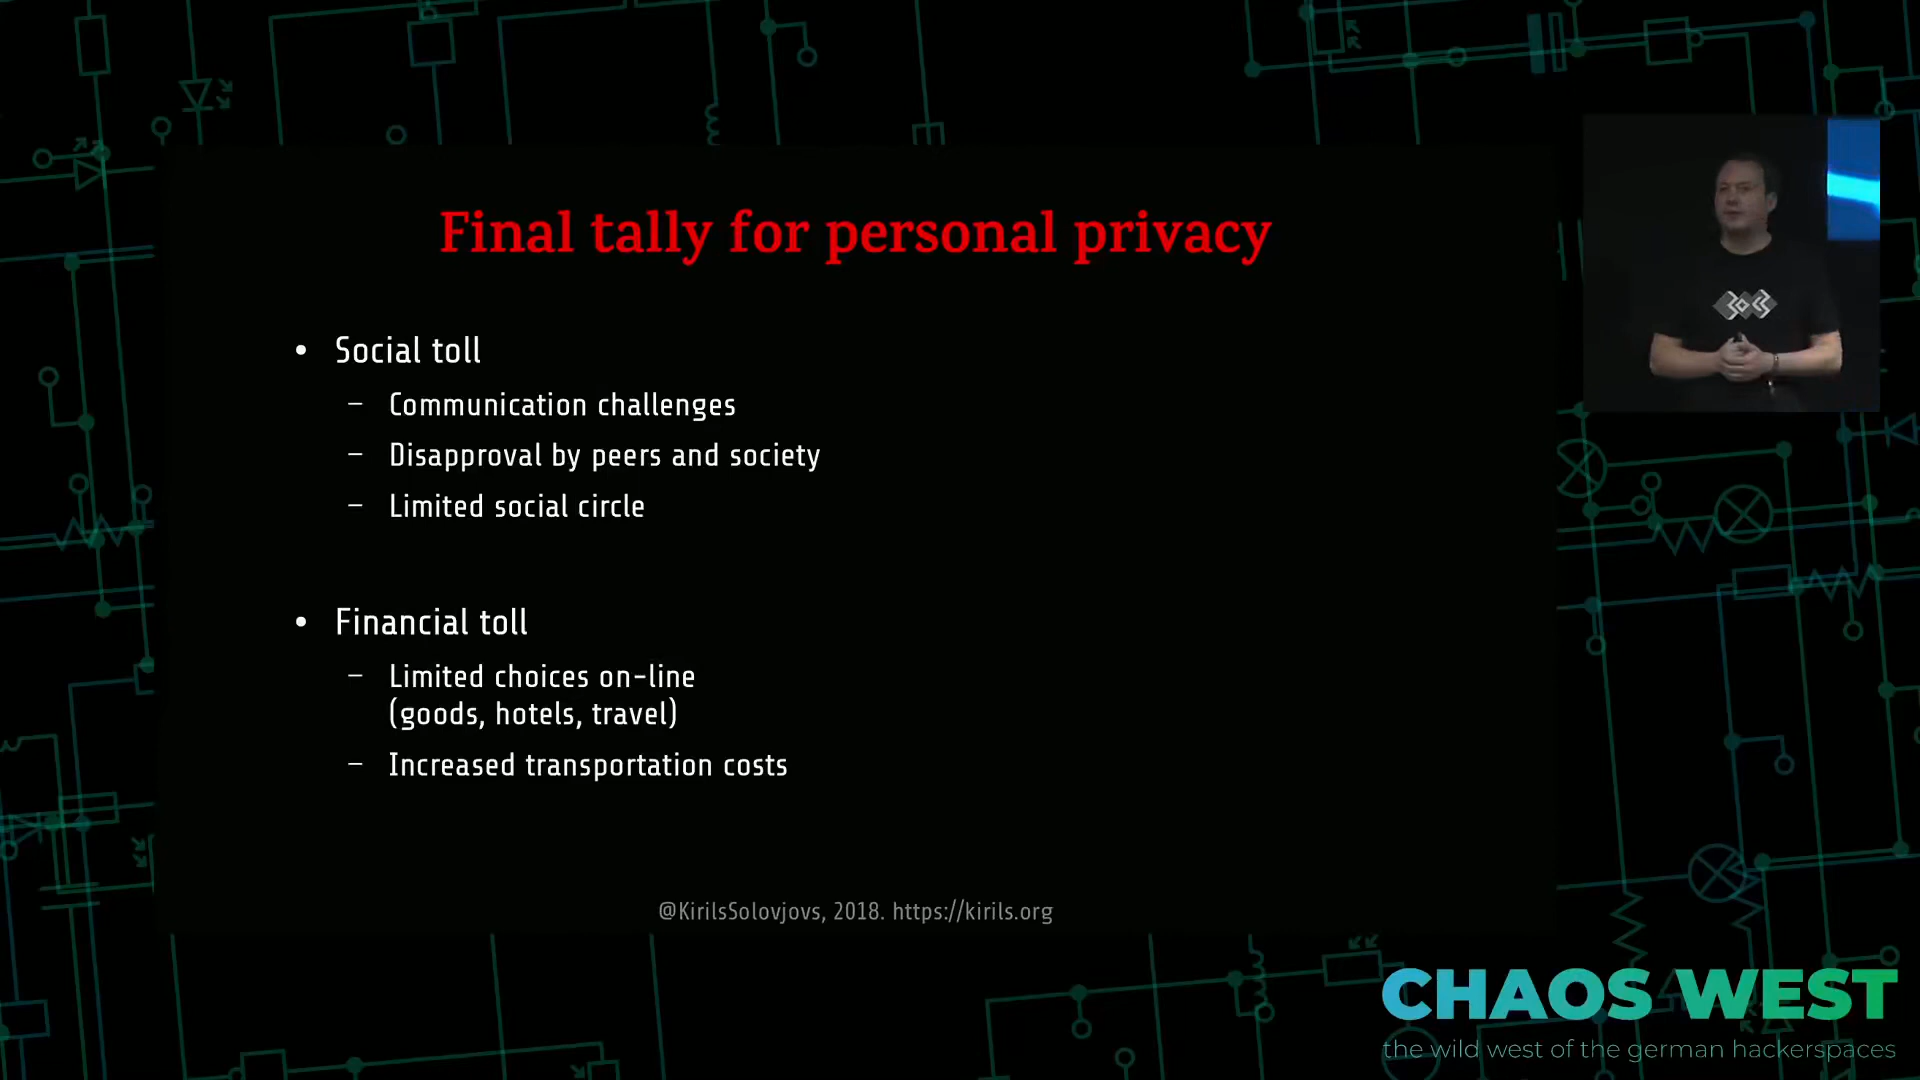 Final tally for personal privacy
• Social toll
– Communication challenges
– Disapproval by peers and society
– Limited social circle
• Financial toll
– Limited choices on-line
(goods, hotels, travel)
– Increased transportation costs
@KirilsSolovjovs, 2018. https://kirils.org
CHAOS WEST
the wild west of the german hackerspaces